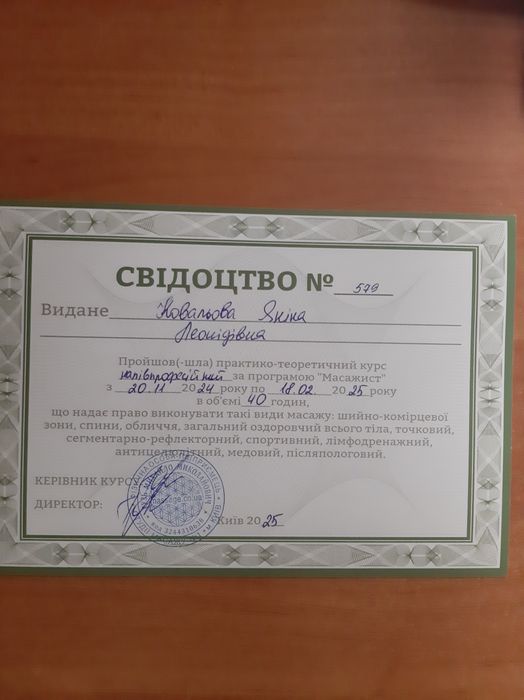 СВІДОЦТВО № 579
Видане Ковальова Яніна
Леонідівна
Пройшов(-шла) практико-теоретичний курс
напівпрофесійний за програмою "Масажист"
з 20.11 2024 року по 18.02. 2025 року
в об'ємі 40 годин,
що надає право виконувати такі види масажу: шийно-комірцевої
зони, спини, обличчя, загальний оздоровчий всього тіла, точковий,
сегментарно-рефлекторний, спортивний, лімфодренажний,
антицелюлітний, медовий, післяпологовий.
КЕРІВНИК КУРСУ
ДИРЕКТОР:
Київ 2025